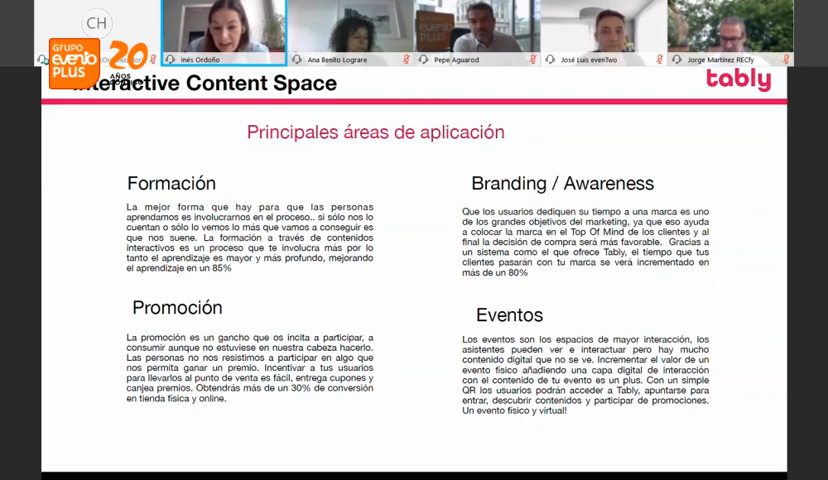 CH
GRUPO
evento
PLUS
20
AÑOS
Inés Ordoño
Ana Benito Lograre
Pepe Aguarod
José Luis evenTwo
Jorge Martínez RECfy
Interactive Content Space
tably
Principales áreas de aplicación
Formación
La mejor forma que hay para que las personas
aprendamos es involucrarnos en el proceso.. si sólo nos lo
cuentan o sólo lo vemos lo más que vamos a conseguir es
que nos suene. La formación a través de contenidos
interactivos es un proceso que te involucra más por lo
tanto el aprendizaje es mayor y más profundo, mejorando
el aprendizaje en un 85%
Promoción
La promoción es un gancho que os incita a participar, a
consumir aunque no estuviese en nuestra cabeza hacerlo.
Las personas no nos resistimos a participar en algo que
nos permita ganar un premio. Incentivar a tus usuarios
para llevarlos al punto de venta es fácil, entrega cupones y
canjea premios. Obtendrás más de un 30% de conversión
en tienda física y online.
Branding / Awareness
Que los usuarios dediquen su tiempo a una marca es uno
de los grandes objetivos del marketing, ya que eso ayuda
a colocar la marca en el Top Of Mind de los clientes y al
final la decisión de compra será más favorable. Gracias a
un sistema como el que ofrece Tably, el tiempo que tus
clientes pasarán con tu marca se verá incrementado en
más de un 80%
Eventos
Los eventos son los espacios de mayor interacción, los
asistentes pueden ver e interactuar pero hay mucho
contenido digital que no se ve. Incrementar el valor de un
evento físico añadiendo una capa digital de interacción
con el contenido de tu evento es un plus. Con un simple
QR los usuarios podrán acceder a Tably, apuntarse para
entrar, descubrir contenidos y participar de promociones.
Un evento físico y virtual!